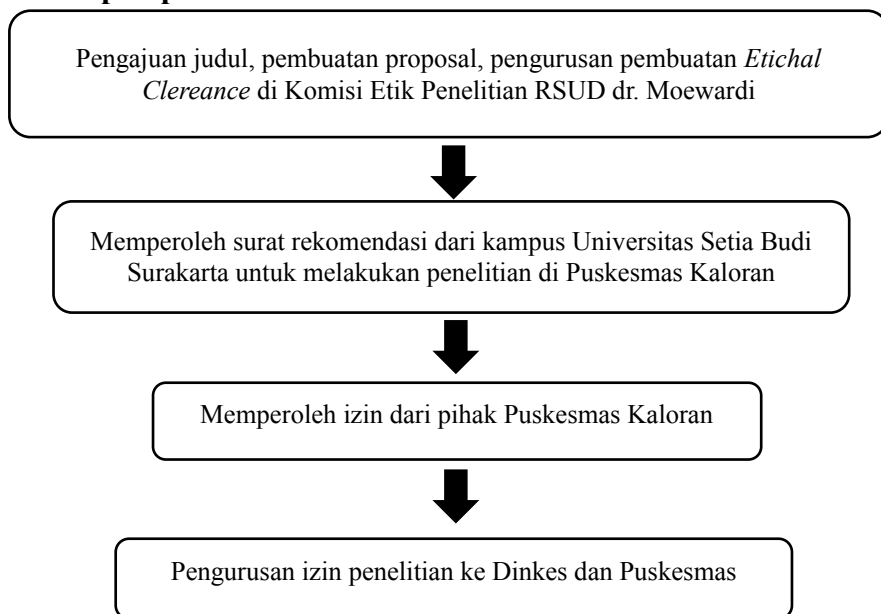 Pengajuan judul, pembuatan proposal, pengurusan pembuatan Etichal
Clereance di Komisi Etik Penelitian RSUD dr. Moewardi
Memperoleh surat rekomendasi dari kampus Universitas Setia Budi
Surakarta untuk melakukan penelitian di Puskesmas Kaloran
Memperoleh izin dari pihak Puskesmas Kaloran
Pengurusan izin penelitian ke Dinkes dan Puskesmas